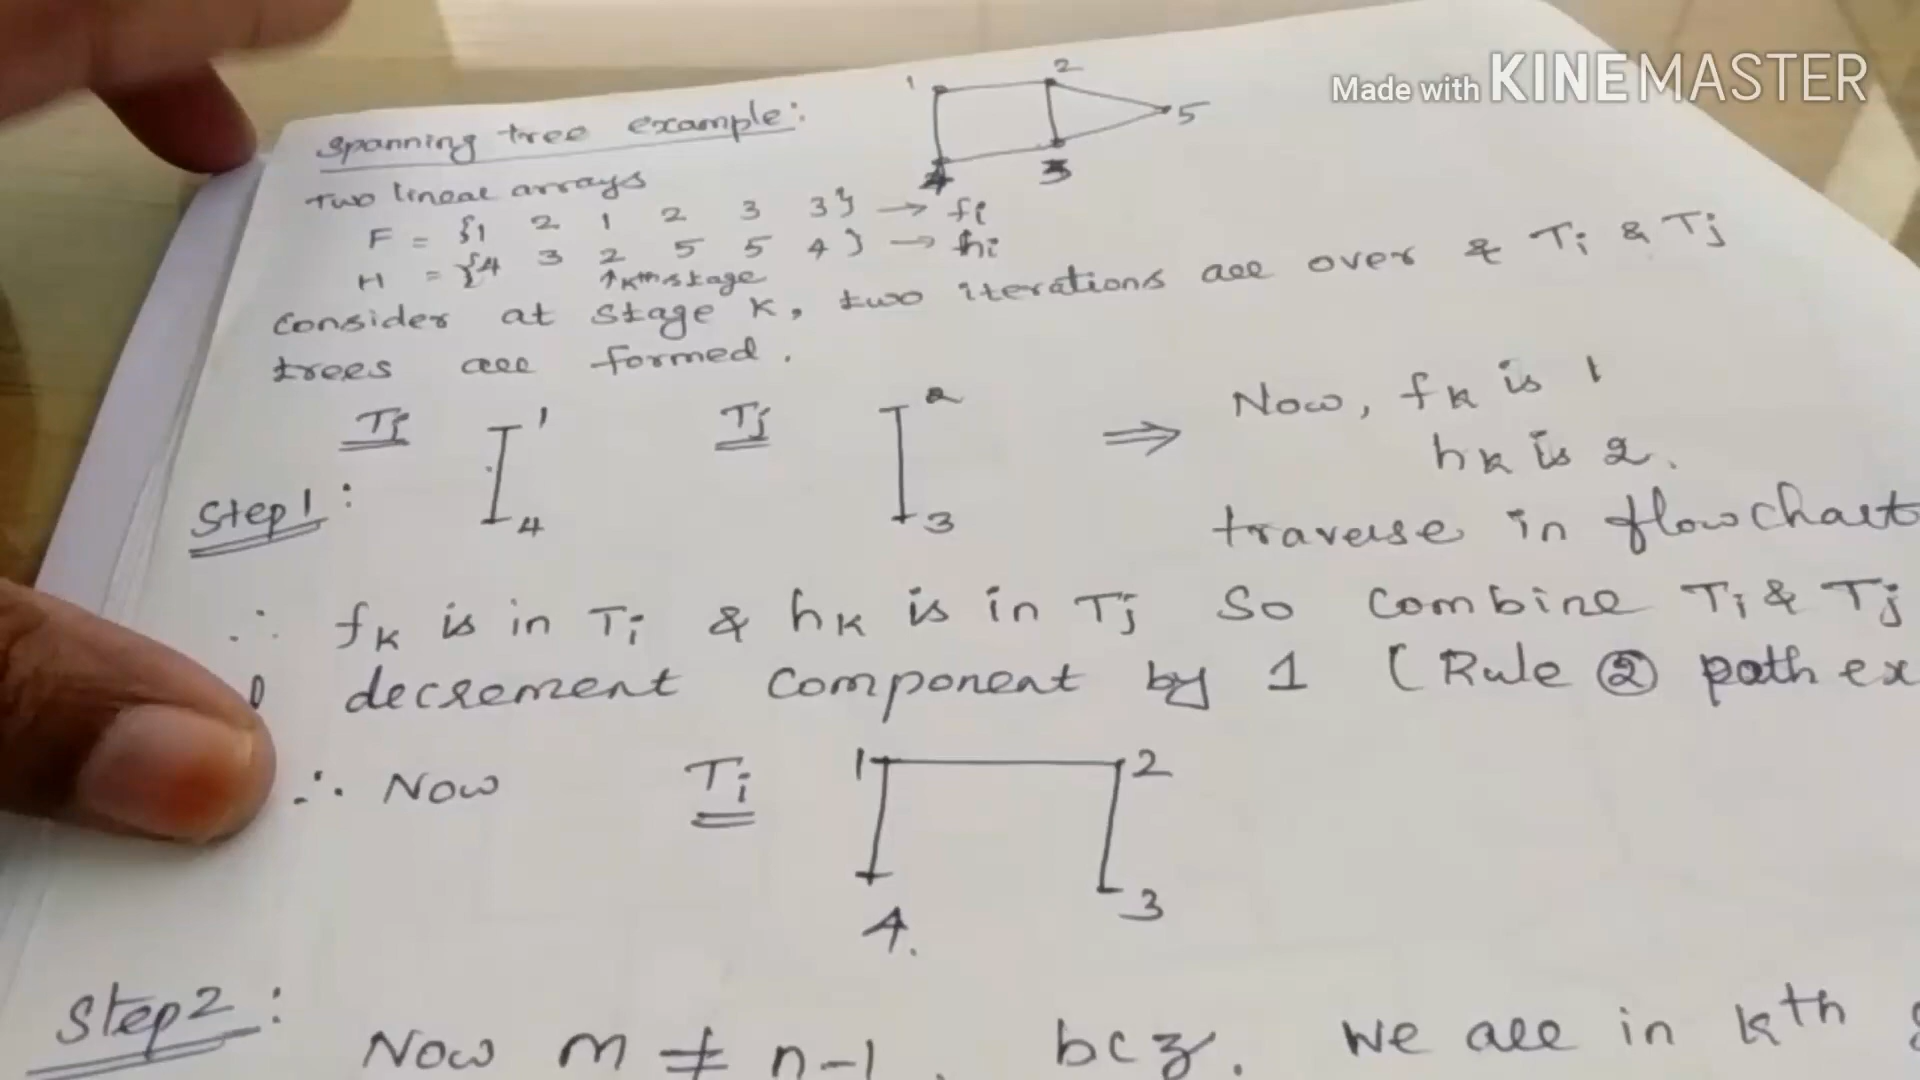 Made with KINEMASTER
Spanning tree example:
1 2 5 4 3
Two linear arrays
F = {1 2 1 2 3 3} → fi
H = {4 3 2 5 5 4} → hi
↑kth stage
Consider at stage K, two iterations are over & Ti & Tj
trees are formed.
Ti 1 4 Tj 2 3 ⇒ Now, fk is 1
hk is 2.
Step1:
traverse in flowchart
∴ fk is in Ti & hk is in Tj So combine Ti & Tj
decrement component by 1 (Rule ② path ex
∴ Now Ti 1 2
4. 3
Step2:
Now m ≠ n-1. bcz. we are in kth